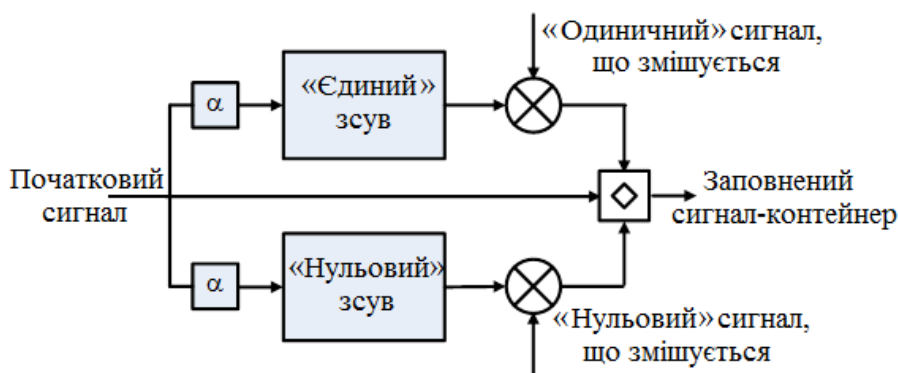 «Одиничний» сигнал,
що змішується
α
«Єдиний»
зсув
Початковий
сигнал
Заповнений
сигнал-контейнер
α
«Нульовий»
зсув
«Нульовий» сигнал,
що змішується